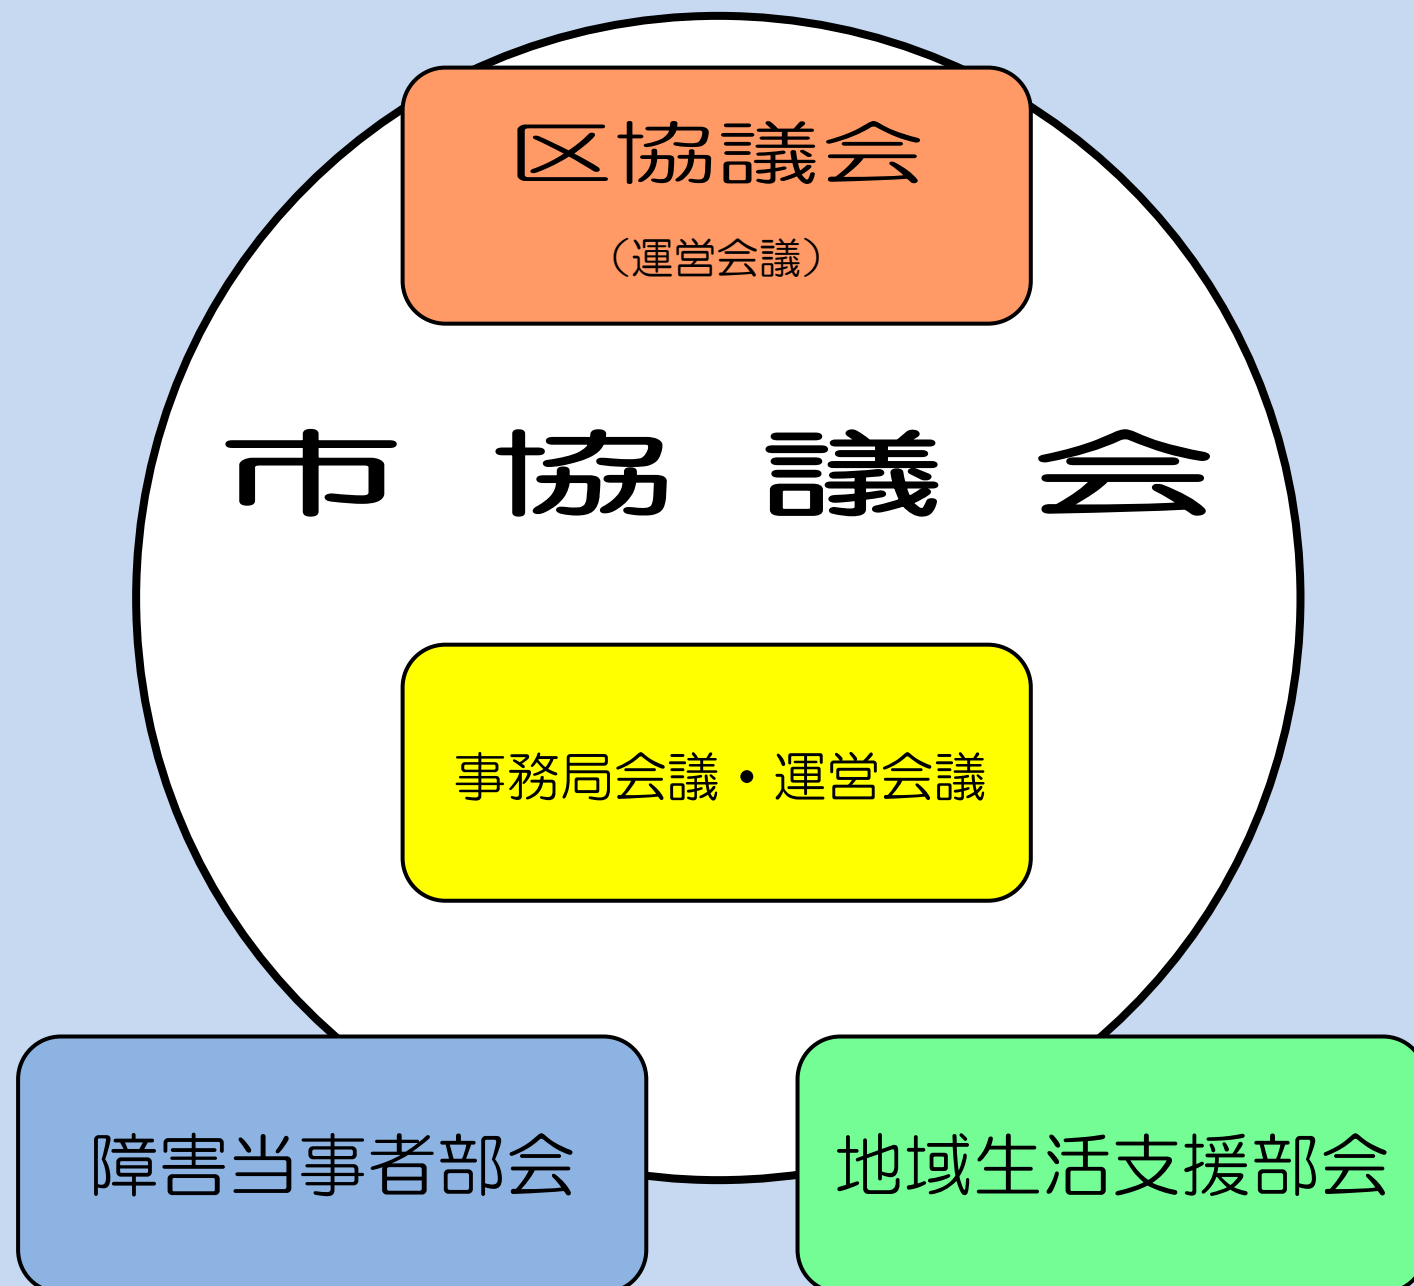 区協議会
（運営会議）
市協議会
事務局会議・運営会議
障害当事者部会
地域生活支援部会